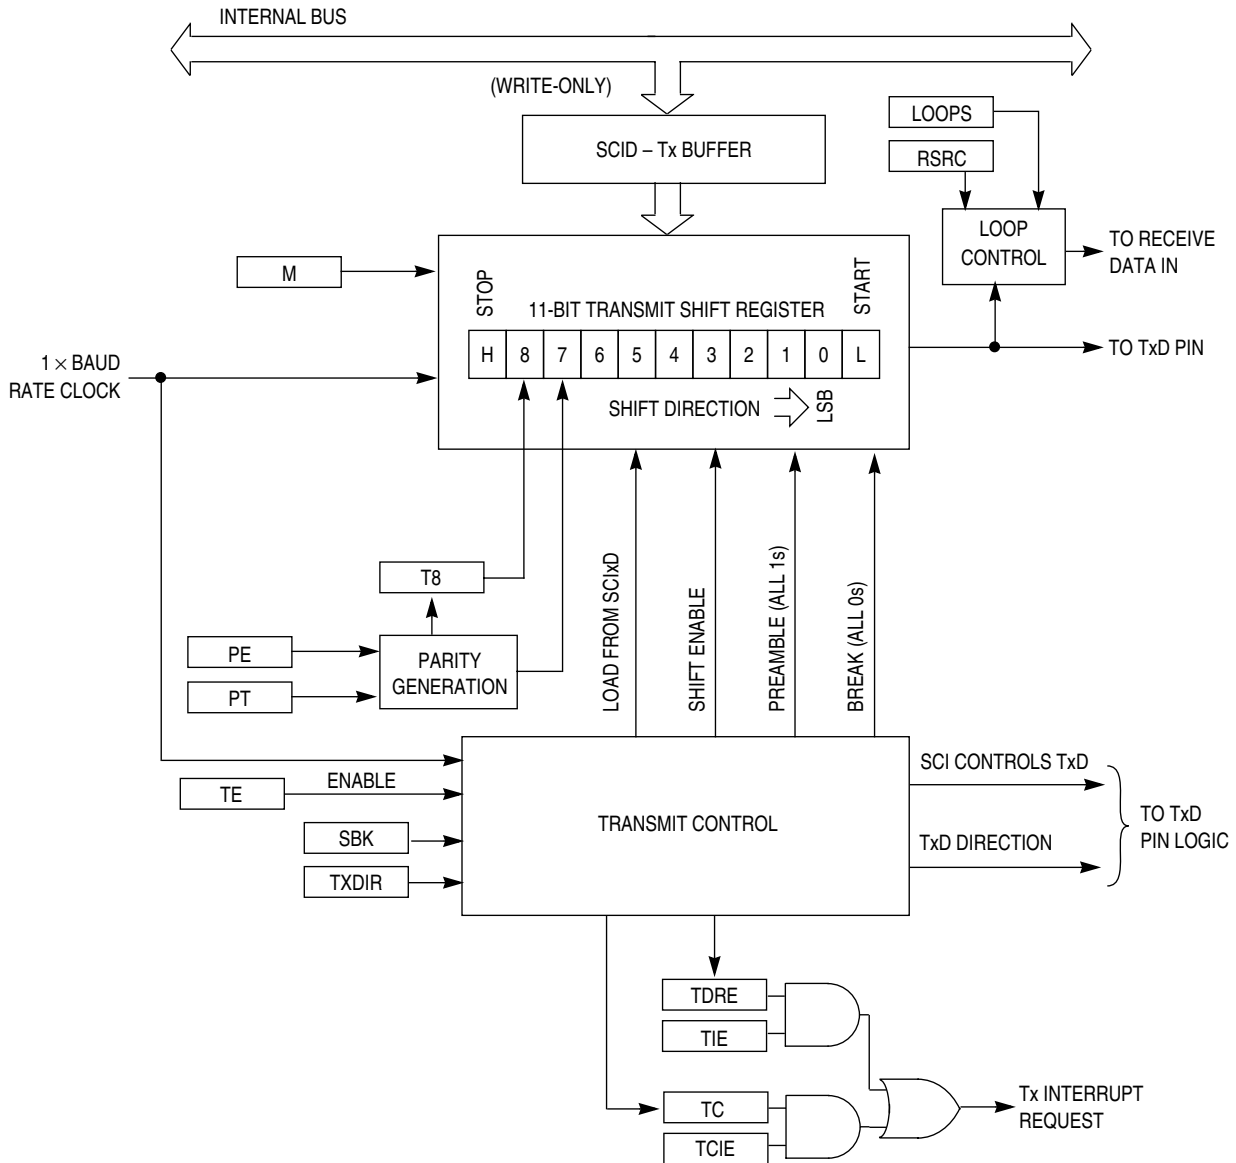 INTERNAL BUS
(WRITE-ONLY)
SCID – Tx BUFFER
LOOPS
RSRC
LOOP
CONTROL
TO RECEIVE
DATA IN
M
STOP
11-BIT TRANSMIT SHIFT REGISTER
START
H 8 7 6 5 4 3 2 1 0 L
1 × BAUD
RATE CLOCK
TO TxD PIN
SHIFT DIRECTION
LSB
T8
PE
PT
PARITY
GENERATION
LOAD FROM SCIxD
SHIFT ENABLE
PREAMBLE (ALL 1s)
BREAK (ALL 0s)
TE
ENABLE
SBK
TXDIR
TRANSMIT CONTROL
SCI CONTROLS TxD
TxD DIRECTION
TO TxD
PIN LOGIC
TDRE
TIE
TC
TCIE
Tx INTERRUPT
REQUEST